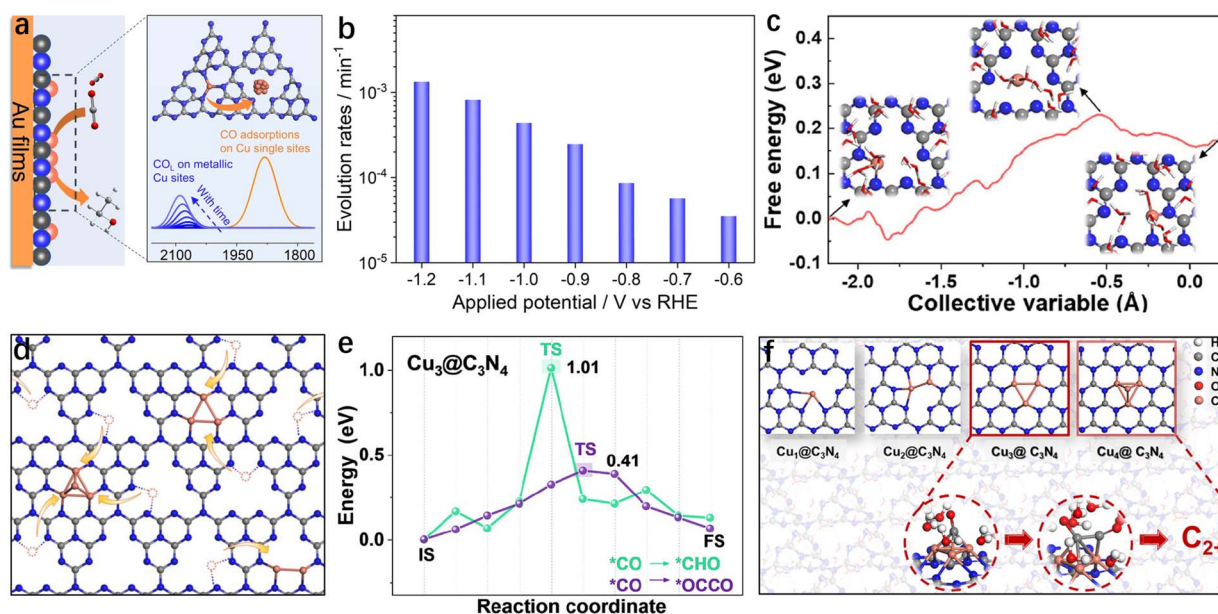 a
Au films
CO adsorptions
on Cu single sites
COL on metallic
Cu sites
With time
2100 1950 1800
b
Evolution rates / min-1
10-3
10-4
10-5
-1.2 -1.1 -1.0 -0.9 -0.8 -0.7 -0.6
Applied potential / V vs RHE
c
Free energy (eV)
0.4
0.3
0.2
0.1
0.0
-0.1
-2.0 -1.5 -1.0 -0.5 0.0
Collective variable (Å)
d
e
Cu3@C3N4
TS
1.01
TS
0.41
Energy (eV)
1.0
0.5
0.0
IS
FS
*CO → *CHO
*CO → *OCCO
Reaction coordinate
f
Cu1@C3N4
Cu2@C3N4
Cu3@ C3N4
Cu4@ C3N4
H
C
N
O
C